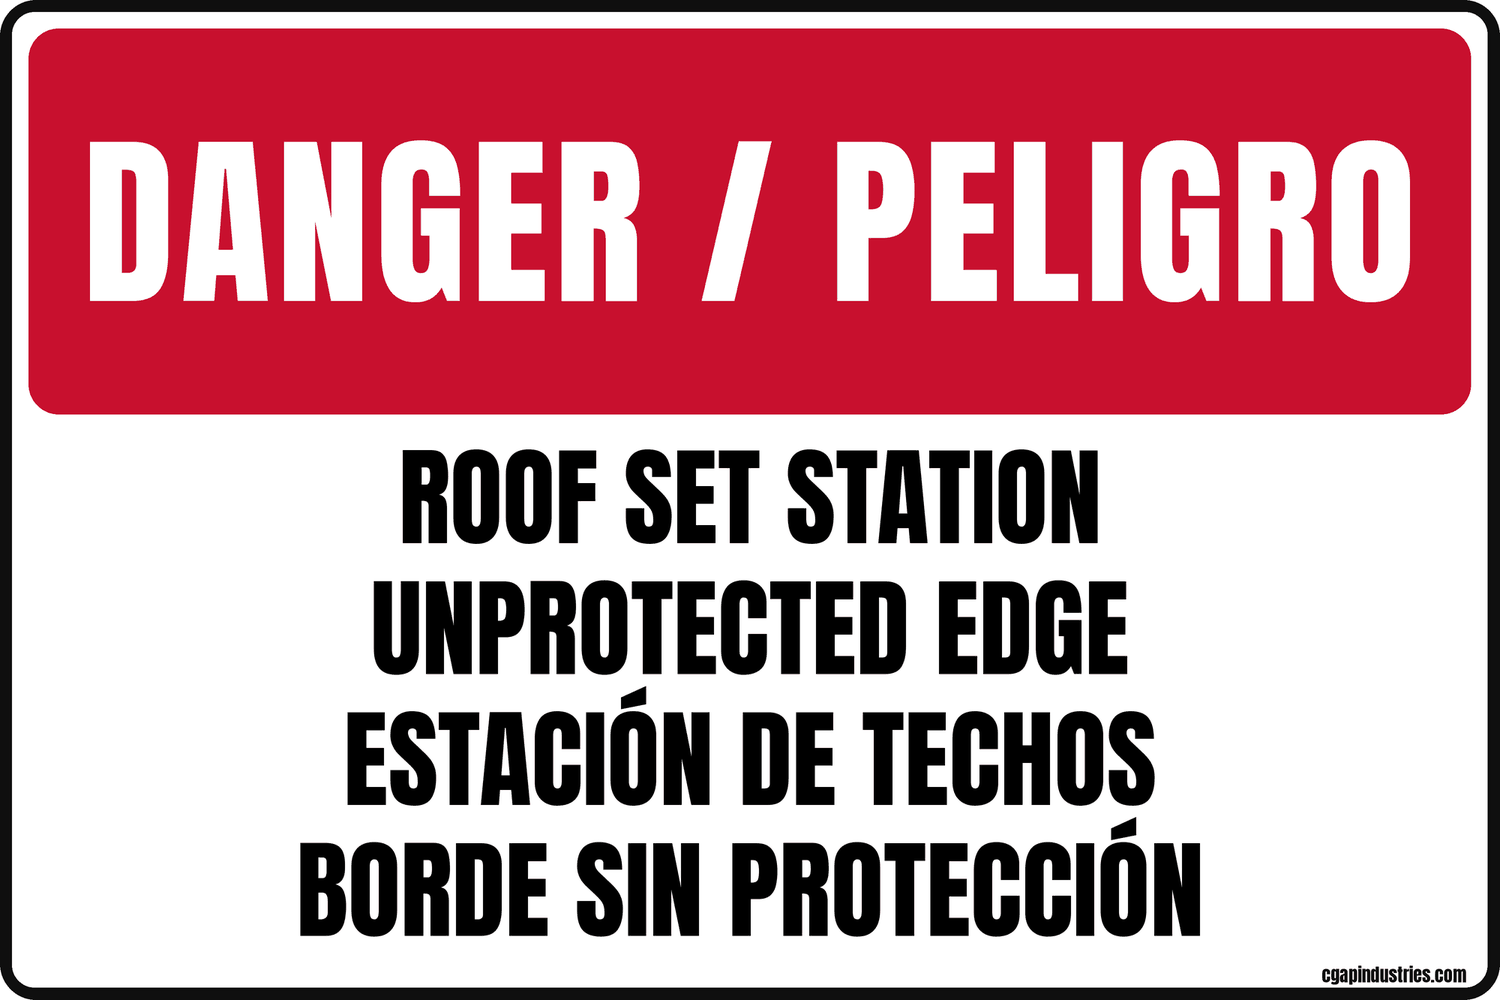 DANGER / PELIGRO
ROOF SET STATION
UNPROTECTED EDGE
ESTACIÓN DE TECHOS
BORDE SIN PROTECCIÓN
cgapindustries.com